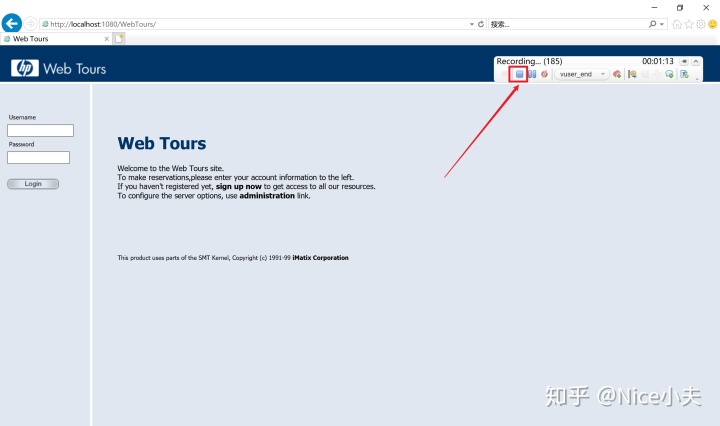 http://localhost:1080/WebTours/
搜索...
Web Tours
hp Web Tours
Recording... (185)
00:01:13
vuser_end
Username
Password
Login
Web Tours
Welcome to the Web Tours site.
To make reservations,please enter your account information to the left.
If you haven't registered yet, sign up now to get access to all our resources.
To configure the server options, use administration link.
This product uses parts of the SMT Kernel, Copyright (c) 1991-99 iMatix Corporation
知乎 @Nice小夫